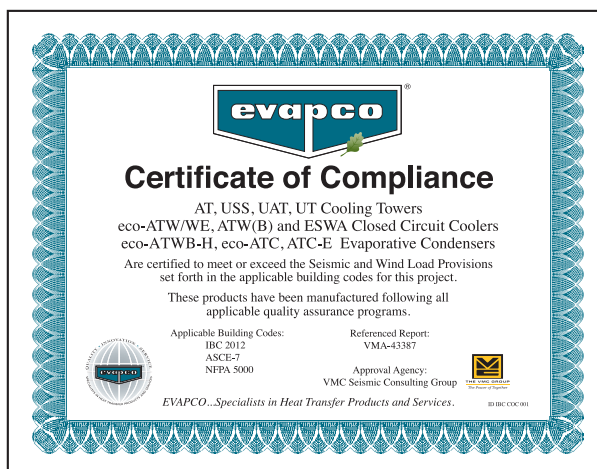 evapco
®
Certificate of Compliance
AT, USS, UAT, UT Cooling Towers
eco-ATW/WE, ATW(B) and ESWA Closed Circuit Coolers
eco-ATWB-H, eco-ATC, ATC-E Evaporative Condensers
Are certified to meet or exceed the Seismic and Wind Load Provisions
set forth in the applicable building codes for this project.
These products have been manufactured following all
applicable quality assurance programs.
Applicable Building Codes:
IBC 2012
ASCE-7
NFPA 5000
Referenced Report:
VMA-43387
Approval Agency:
VMC Seismic Consulting Group
evapco
THE VMC GROUP
The Power of Together
EVAPCO...Specialists in Heat Transfer Products and Services.
ID IBC COC 001